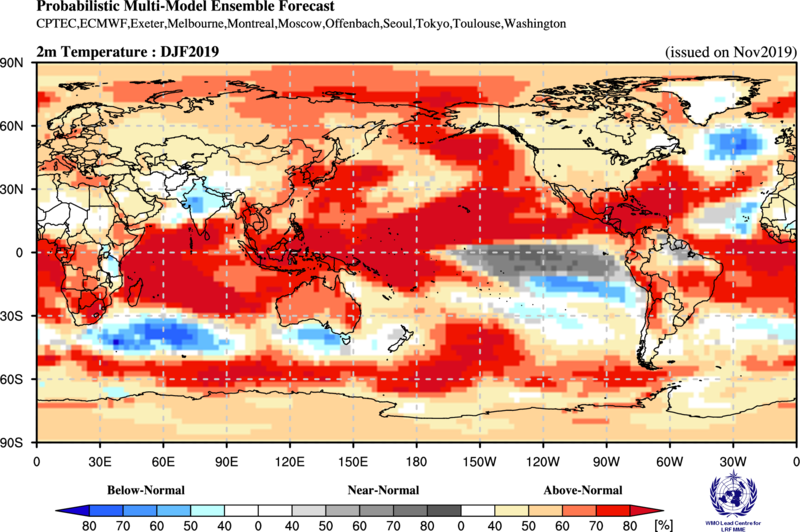 Probabilistic Multi-Model Ensemble Forecast
CPTEC,ECMWF,Exeter,Melbourne,Montreal,Moscow,Offenbach,Seoul,Tokyo,Toulouse,Washington
2m Temperature : DJF2019 (issued on Nov2019)
90N
60N
30N
0
30S
60S
90S
0 30E 60E 90E 120E 150E 180 150W 120W 90W 60W 30W
Below-Normal Near-Normal Above-Normal
80 70 60 50 40 0 40 50 60 70 80 0 40 50 60 70 80 [%]
WMO Lead Centre for
LRF MME